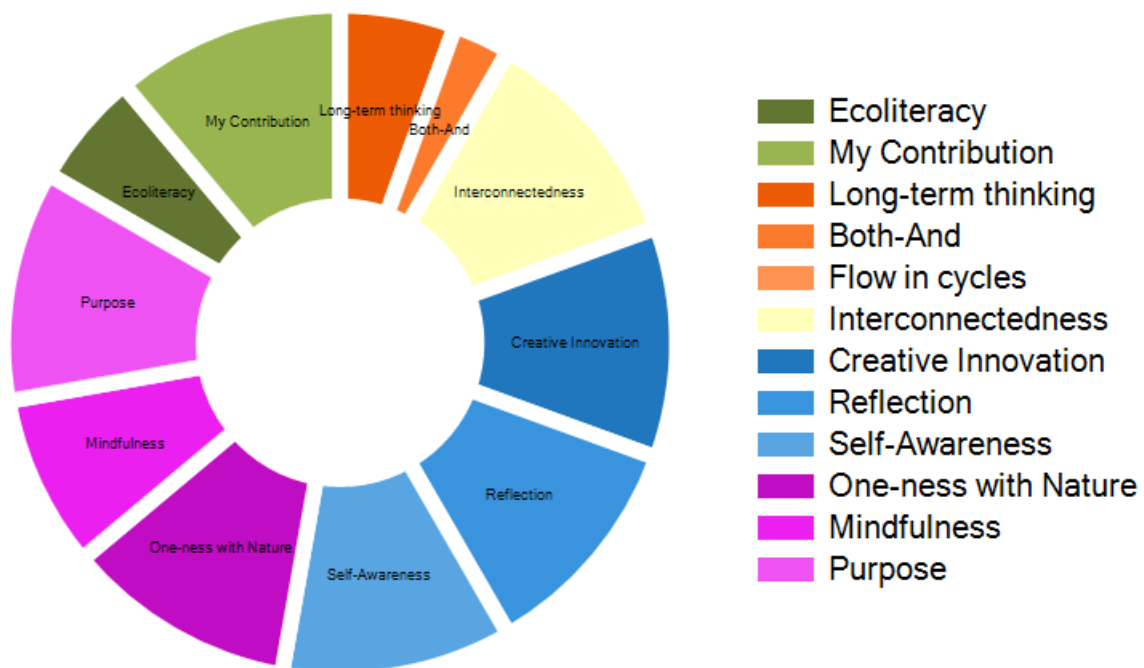 My Contribution
Long-term thinking
Both-And
Ecoliteracy
Interconnectedness
Purpose
Creative Innovation
Mindfulness
Reflection
One-ness with Nature
Self-Awareness
Ecoliteracy
My Contribution
Long-term thinking
Both-And
Flow in cycles
Interconnectedness
Creative Innovation
Reflection
Self-Awareness
One-ness with Nature
Mindfulness
Purpose